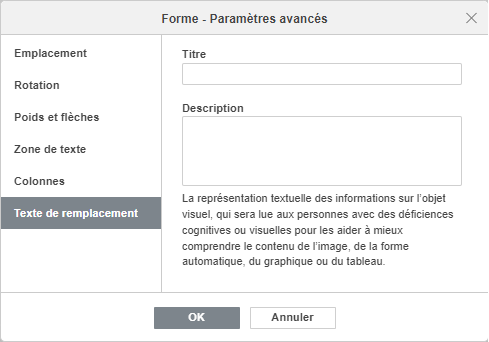 Forme - Paramètres avancés
Emplacement
Rotation
Poids et flèches
Zone de texte
Colonnes
Texte de remplacement
Titre
Description
La représentation textuelle des informations sur l'objet
visuel, qui sera lue aux personnes avec des déficiences
cognitives ou visuelles pour les aider à mieux
comprendre le contenu de l'image, de la forme
automatique, du graphique ou du tableau.
OK
Annuler